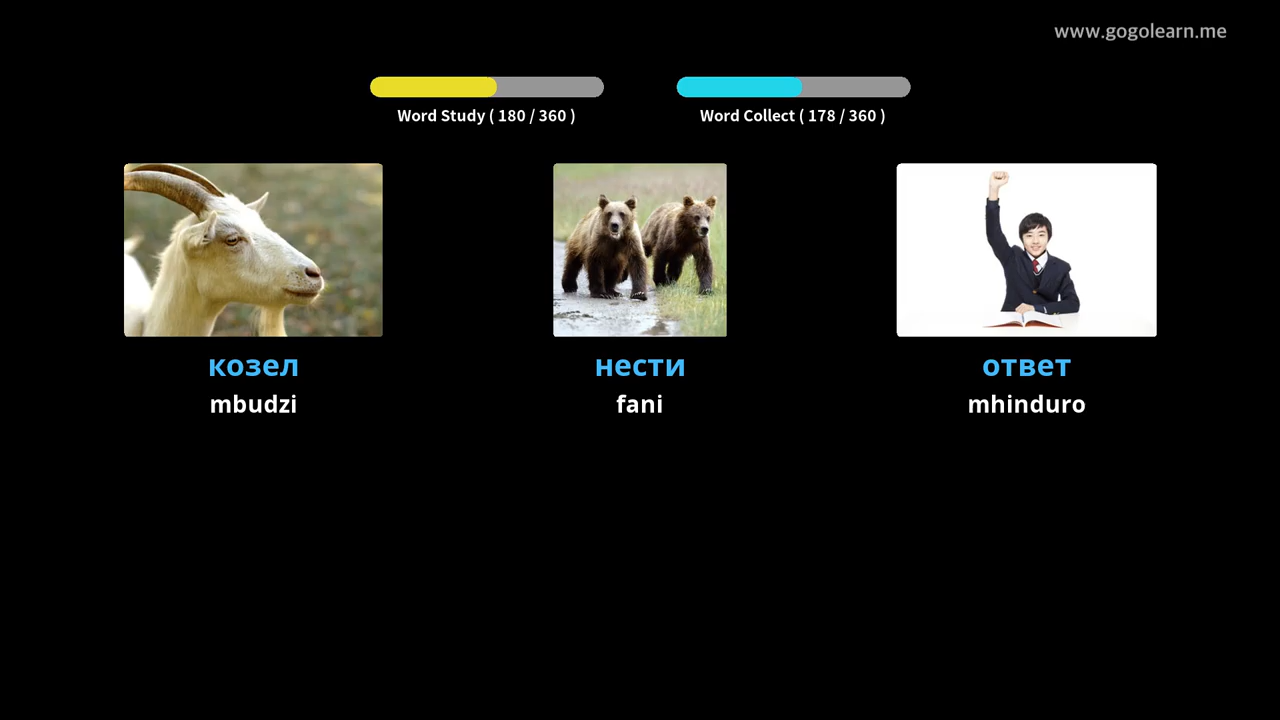 www.gogolearn.me
Word Study ( 180 / 360 )
Word Collect ( 178 / 360 )
козел
mbudzi
нести
fani
ответ
mhinduro